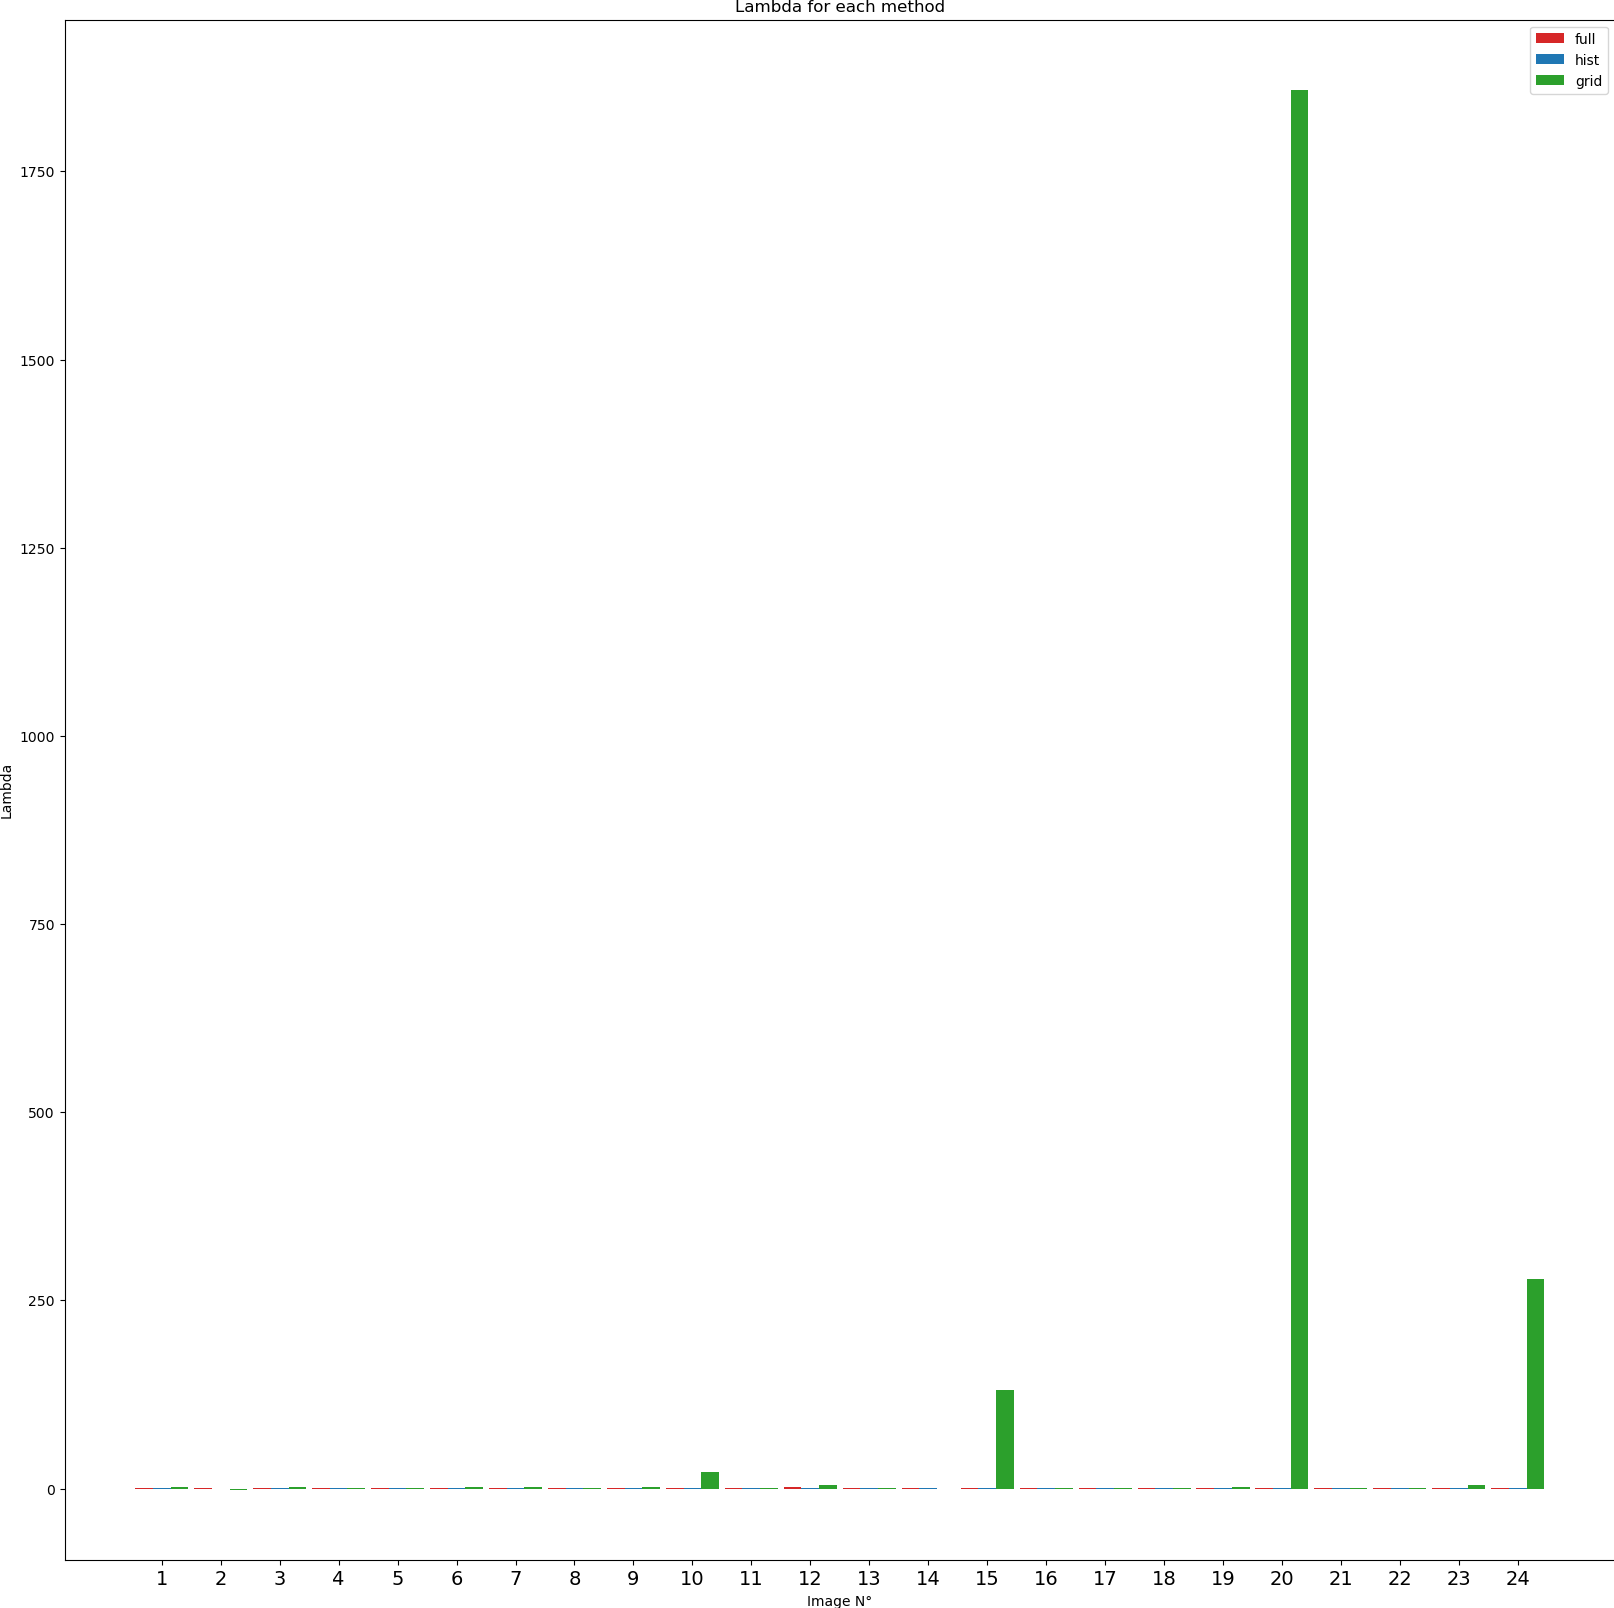 Lambda for each method
full
hist
grid
1750
1500
1250
1000
750
500
250
0
Lambda
1 2 3 4 5 6 7 8 9 10 11 12 13 14 15 16 17 18 19 20 21 22 23 24
Image N°